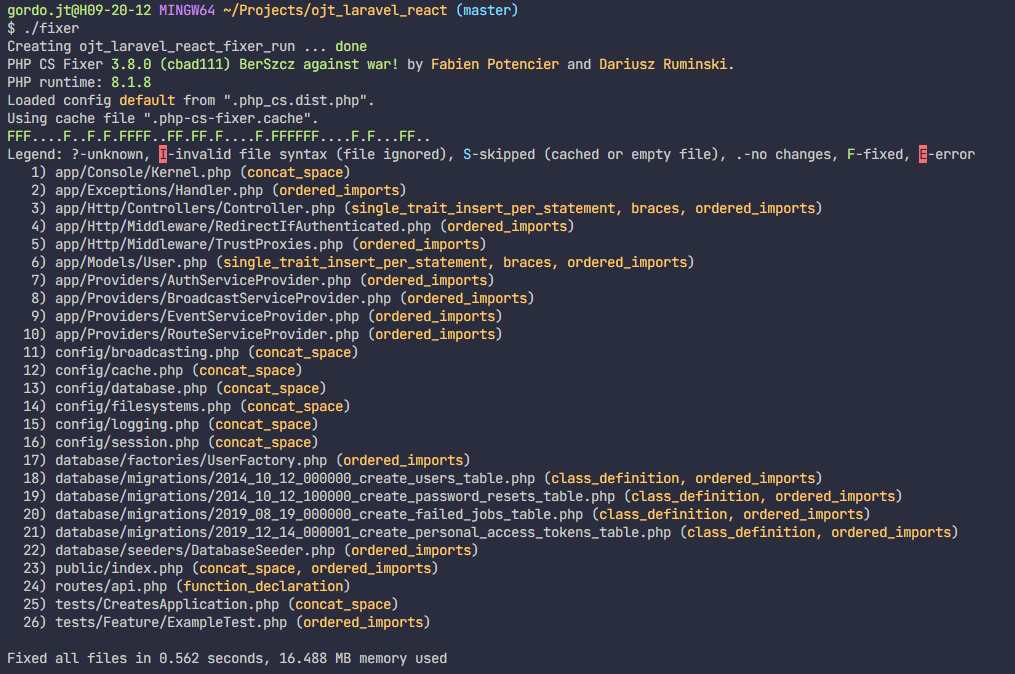 gordo.jt@H09-20-12 MINGW64 ~/Projects/ojt_laravel_react (master)
$ ./fixer
Creating ojt_laravel_react_fixer_run ... done
PHP CS Fixer 3.8.0 (cbad111) BerSzcz against war! by Fabien Potencier and Dariusz Ruminski.
PHP runtime: 8.1.8
Loaded config default from ".php_cs.dist.php".
Using cache file ".php-cs-fixer.cache".
FFF....F..F.F.FFFF..FF.FF.F....F.FFFFFF....F.F...FF..
Legend: ?-unknown, I-invalid file syntax (file ignored), S-skipped (cached or empty file), .-no changes, F-fixed, E-error
   1) app/Console/Kernel.php (concat_space)
   2) app/Exceptions/Handler.php (ordered_imports)
   3) app/Http/Controllers/Controller.php (single_trait_insert_per_statement, braces, ordered_imports)
   4) app/Http/Middleware/RedirectIfAuthenticated.php (ordered_imports)
   5) app/Http/Middleware/TrustProxies.php (ordered_imports)
   6) app/Models/User.php (single_trait_insert_per_statement, braces, ordered_imports)
   7) app/Providers/AuthServiceProvider.php (ordered_imports)
   8) app/Providers/BroadcastServiceProvider.php (ordered_imports)
   9) app/Providers/EventServiceProvider.php (ordered_imports)
  10) app/Providers/RouteServiceProvider.php (ordered_imports)
  11) config/broadcasting.php (concat_space)
  12) config/cache.php (concat_space)
  13) config/database.php (concat_space)
  14) config/filesystems.php (concat_space)
  15) config/logging.php (concat_space)
  16) config/session.php (concat_space)
  17) database/factories/UserFactory.php (ordered_imports)
  18) database/migrations/2014_10_12_000000_create_users_table.php (class_definition, ordered_imports)
  19) database/migrations/2014_10_12_100000_create_password_resets_table.php (class_definition, ordered_imports)
  20) database/migrations/2019_08_19_000000_create_failed_jobs_table.php (class_definition, ordered_imports)
  21) database/migrations/2019_12_14_000001_create_personal_access_tokens_table.php (class_definition, ordered_imports)
  22) database/seeders/DatabaseSeeder.php (ordered_imports)
  23) public/index.php (concat_space, ordered_imports)
  24) routes/api.php (function_declaration)
  25) tests/CreatesApplication.php (concat_space)
  26) tests/Feature/ExampleTest.php (ordered_imports)
Fixed all files in 0.562 seconds, 16.488 MB memory used